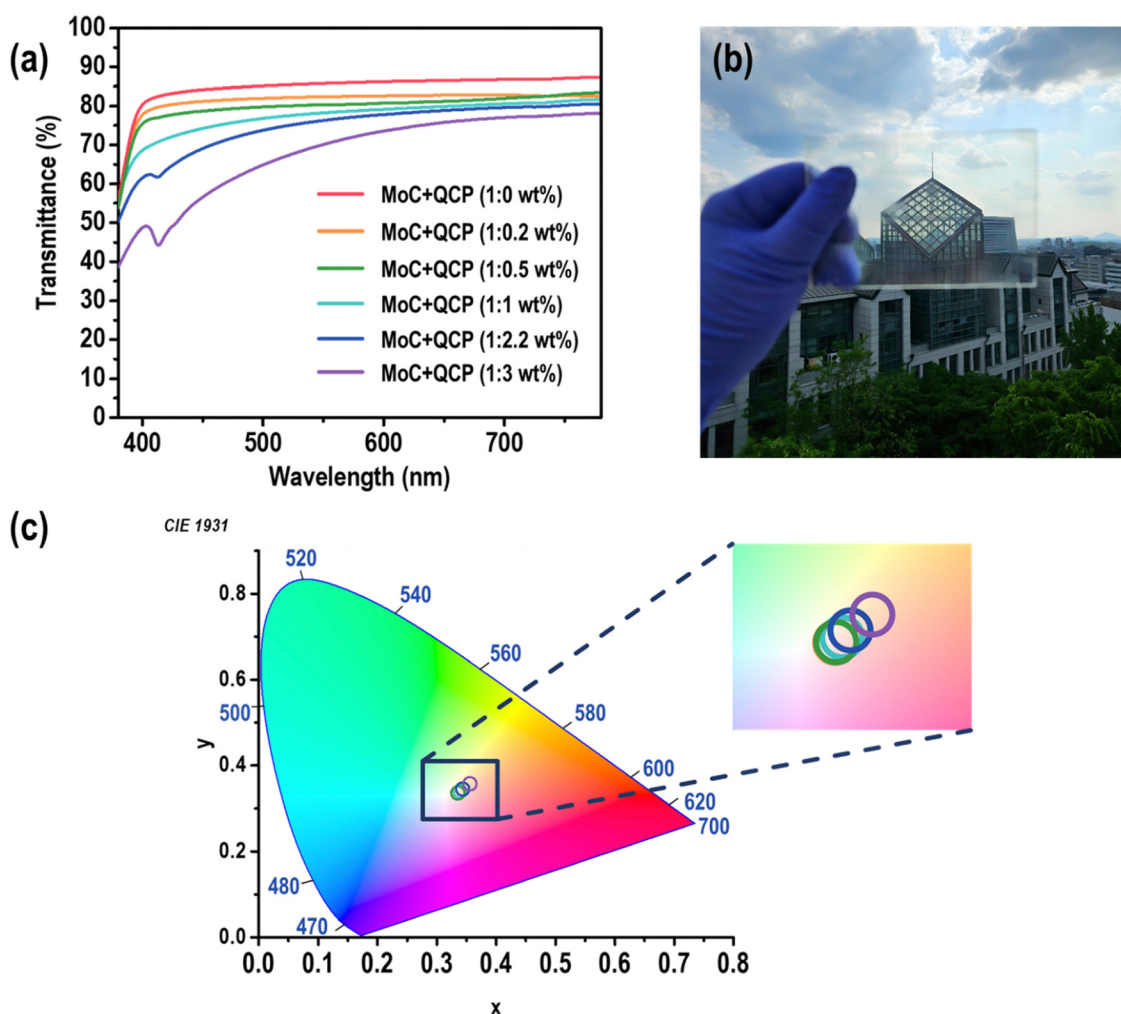 (a)
100
90
80
70
60
50
40
30
20
10
0
Transmittance (%)
400
500
600
700
Wavelength (nm)
MoC+QCP (1:0 wt%)
MoC+QCP (1:0.2 wt%)
MoC+QCP (1:0.5 wt%)
MoC+QCP (1:1 wt%)
MoC+QCP (1:2.2 wt%)
MoC+QCP (1:3 wt%)
(b)
(c)
CIE 1931
0.8
0.6
0.4
0.2
0.0
y
0.0
0.1
0.2
0.3
0.4
0.5
0.6
0.7
0.8
x
520
540
560
580
600
620
700
500
480
470